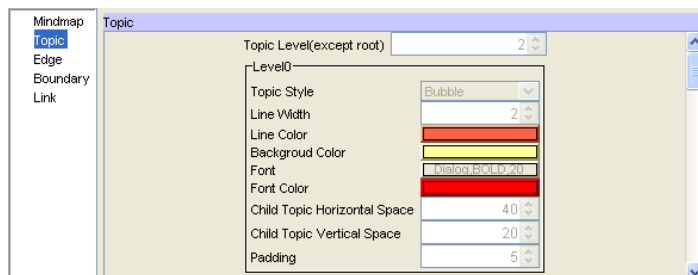 Mindmap
Topic
Edge
Boundary
Link
Topic
Topic Level(except root) 2
Level0
Topic Style Bubble
Line Width 2
Line Color
Backgroud Color
Font Dialog,BOLD,20
Font Color
Child Topic Horizontal Space 40
Child Topic Vertical Space 20
Padding 5